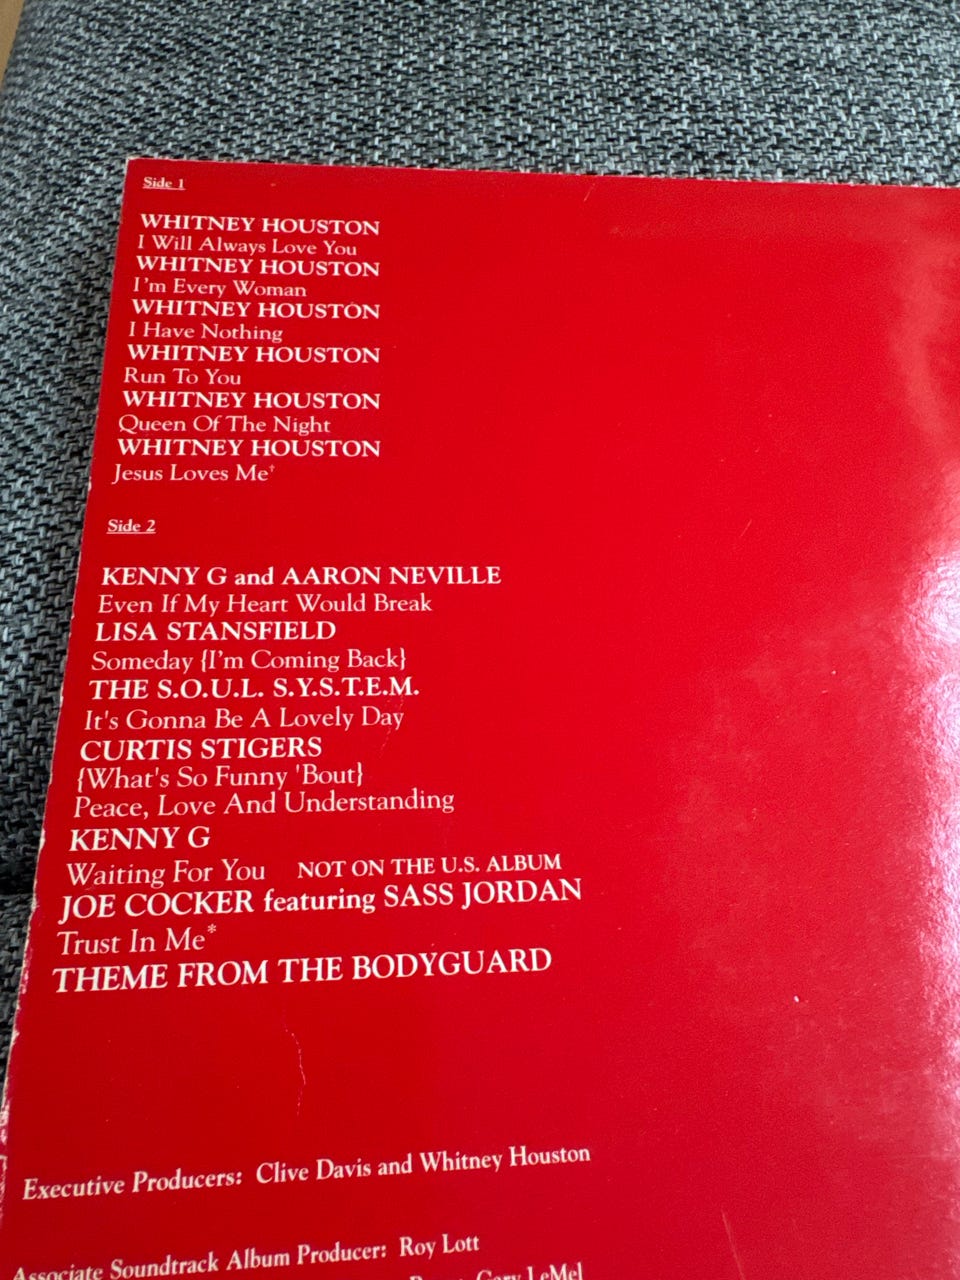 Side 1
WHITNEY HOUSTON
I Will Always Love You
WHITNEY HOUSTON
I'm Every Woman
WHITNEY HOUSTON
I Have Nothing
WHITNEY HOUSTON
Run To You
WHITNEY HOUSTON
Queen Of The Night
WHITNEY HOUSTON
Jesus Loves Me†
Side 2
KENNY G and AARON NEVILLE
Even If My Heart Would Break
LISA STANSFIELD
Someday {I'm Coming Back}
THE S.O.U.L. S.Y.S.T.E.M.
It's Gonna Be A Lovely Day
CURTIS STIGERS
{What's So Funny 'Bout}
Peace, Love And Understanding
KENNY G
Waiting For You NOT ON THE U.S. ALBUM
JOE COCKER featuring SASS JORDAN
Trust In Me*
THEME FROM THE BODYGUARD
Executive Producers: Clive Davis and Whitney Houston
Associate Soundtrack Album Producer: Roy Lott
Gary LeMel